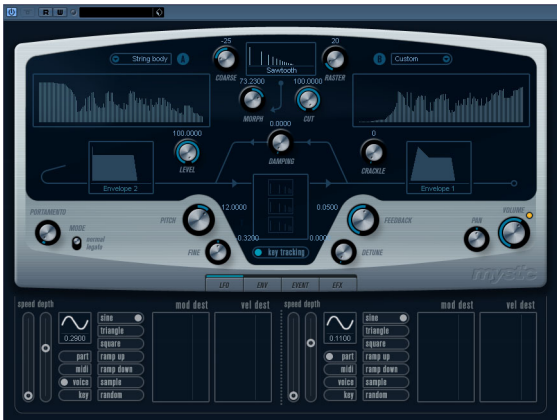 R W
-25
20
String body A
B Custom
COARSE
Sawtooth
RASTER
73.2300
100.0000
MORPH
CUT
0.0000
100.0000
0
DAMPING
LEVEL
CRACKLE
Envelope 2
Envelope 1
PORTAMENTO
MODE
normal
legato
PITCH
12.0000
0.0500
FEEDBACK
PAN
VOLUME
FINE
-0.3200
key tracking
DETUNE
mystic
LFO ENV EVENT EFX
speed depth
mod dest
vel dest
speed depth
mod dest
vel dest
0.2900
sine
triangle
square
part ramp up
midi ramp down
voice sample
key random
0.1100
sine
triangle
square
part ramp up
midi ramp down
voice sample
key random